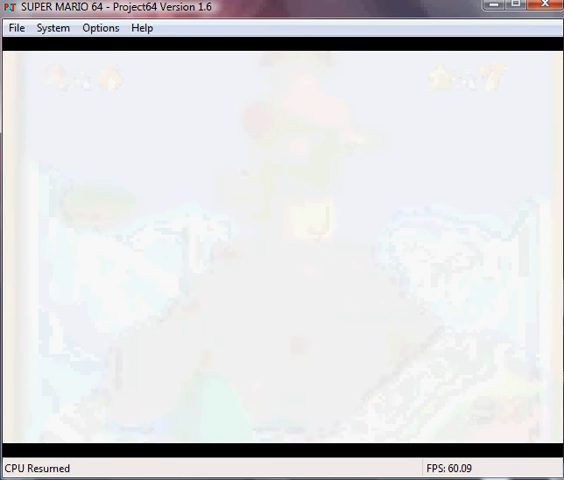 SUPER MARIO 64 - Project64 Version 1.6
File System Options Help
CPU Resumed FPS: 60.09